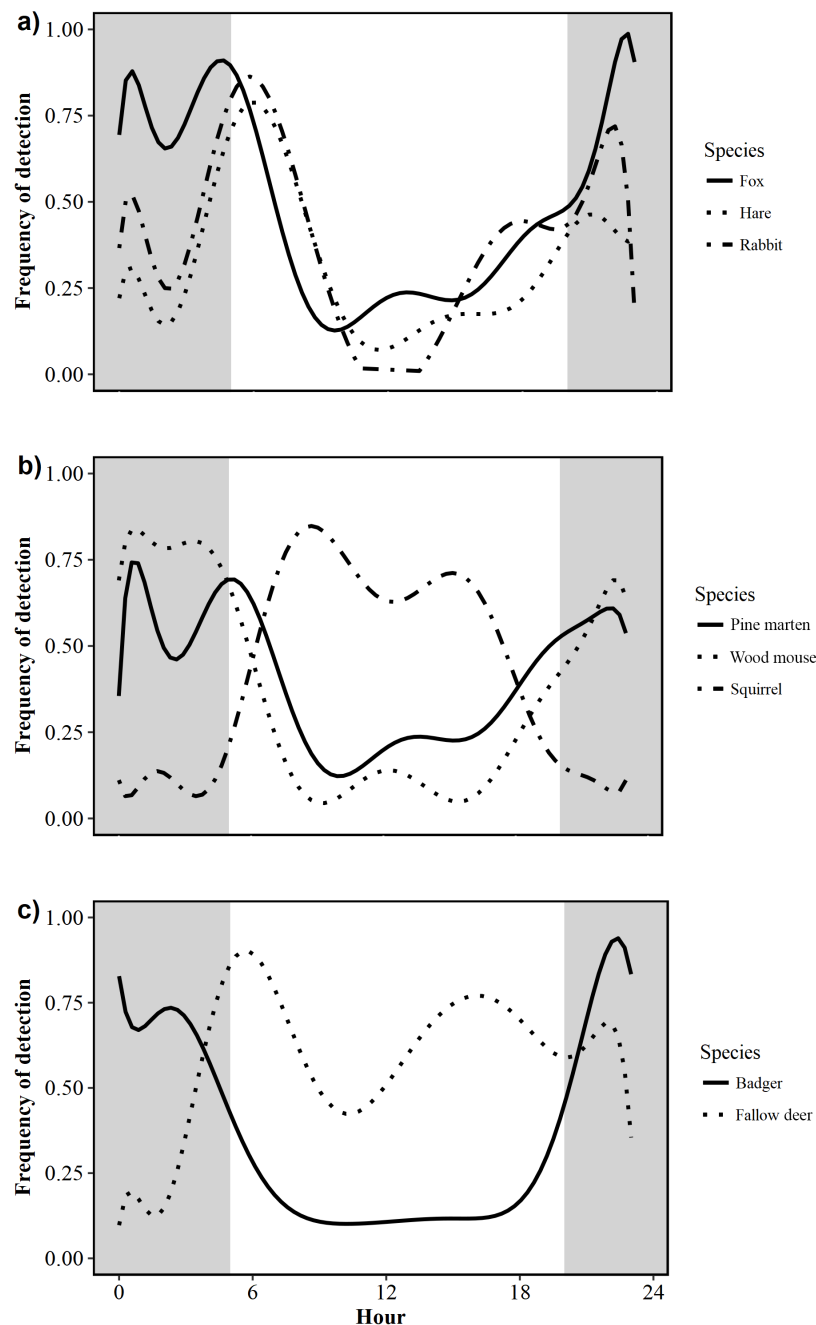 a)
1.00
0.75
0.50
0.25
0.00
Frequency of detection
Species
Fox
Hare
Rabbit
b)
1.00
0.75
0.50
0.25
0.00
Frequency of detection
Species
Pine marten
Wood mouse
Squirrel
c)
1.00
0.75
0.50
0.25
0.00
Frequency of detection
Species
Badger
Fallow deer
0 6 12 18 24
Hour